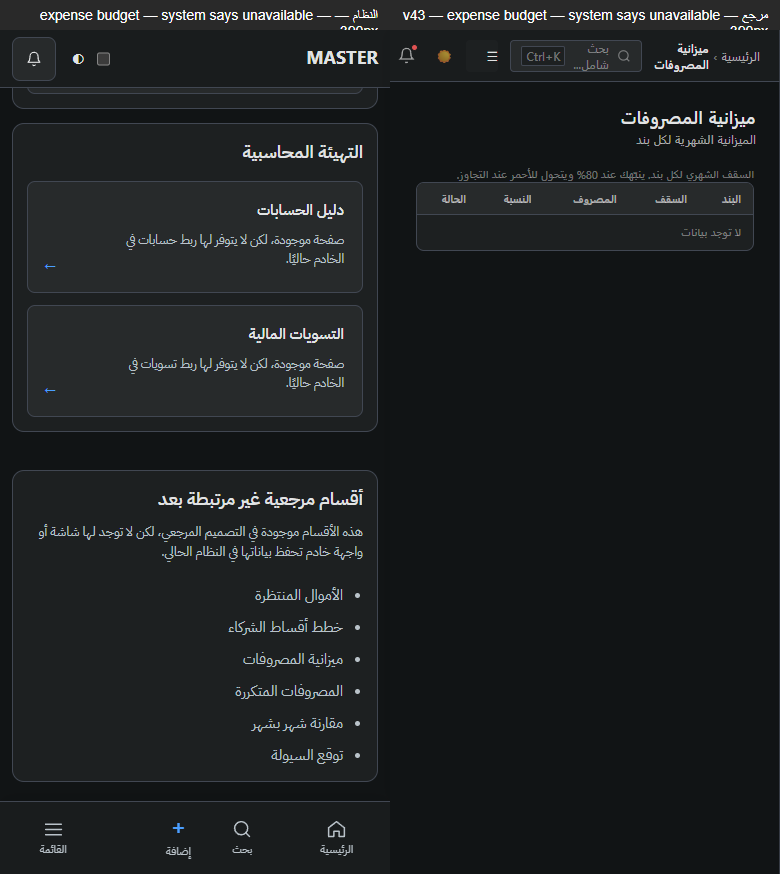 النظام — expense budget — system says unavailable —
390px
MASTER
التهيئة المحاسبية
دليل الحسابات
صفحة موجودة، لكن لا يتوفر لها ربط حسابات في
الخادم حاليًا.
←
التسويات المالية
صفحة موجودة، لكن لا يتوفر لها ربط تسويات في
الخادم حاليًا.
←
أقسام مرجعية غير مرتبطة بعد
هذه الأقسام موجودة في التصميم المرجعي، لكن لا توجد لها شاشة أو
واجهة خادم تحفظ بياناتها في النظام الحالي.
الأموال المنتظرة
خطط أقساط الشركاء
ميزانية المصروفات
المصروفات المتكررة
مقارنة شهر بشهر
توقع السيولة
الرئيسية
بحث
إضافة
القائمة
مرجع v43 — expense budget — system says unavailable —
390px
الرئيسية › ميزانية
المصروفات
بحث
شامل...
Ctrl+K
ميزانية المصروفات
الميزانية الشهرية لكل بند
السقف الشهري لكل بند. ينبّهك عند 80% ويتحول للأحمر عند التجاوز.
البند السقف المصروف النسبة الحالة
لا توجد بيانات